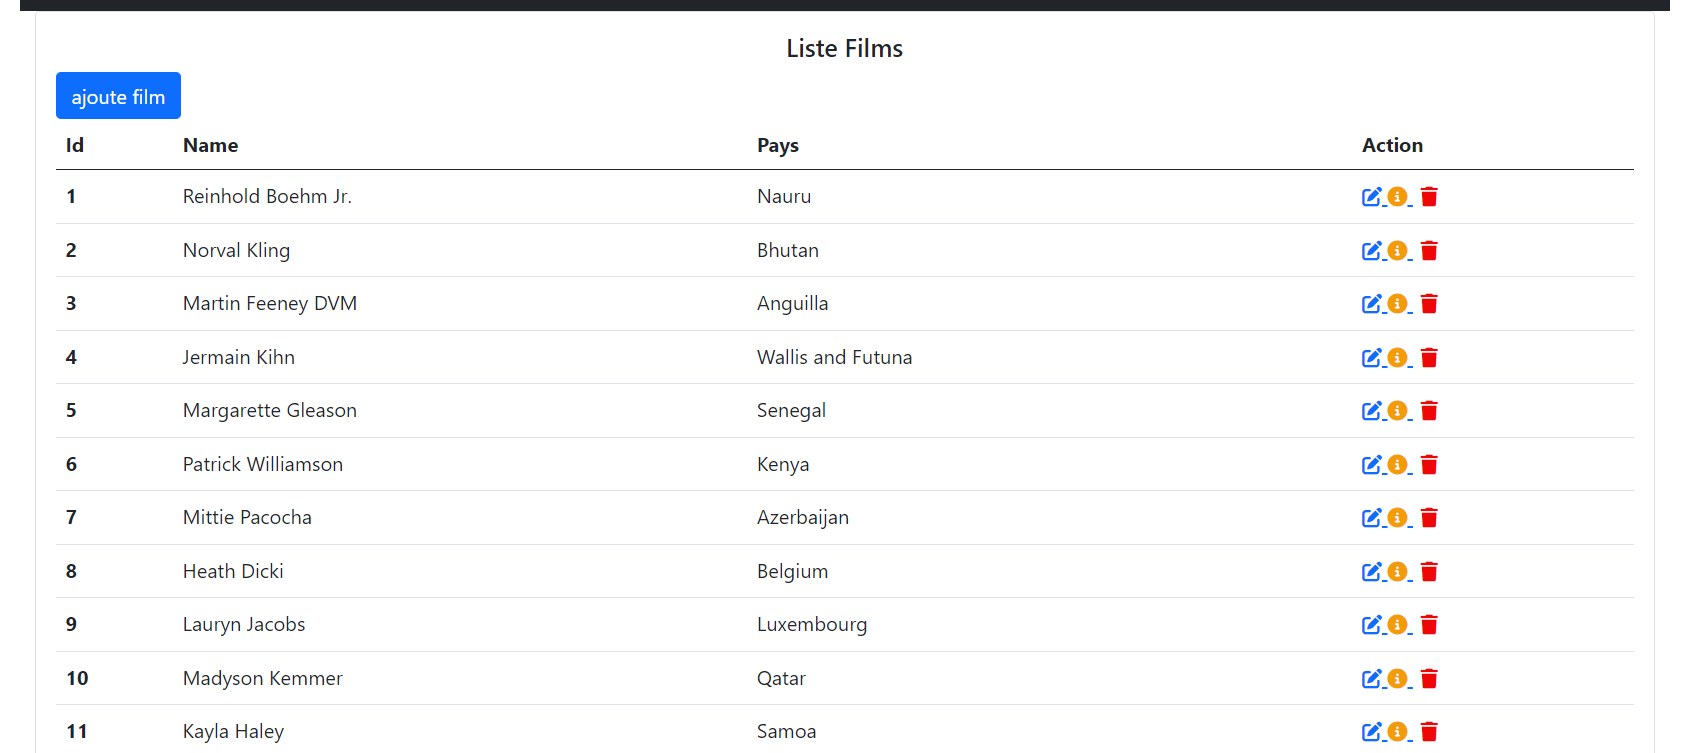 Liste Films
ajoute film
Id Name Pays Action
1 Reinhold Boehm Jr. Nauru
2 Norval Kling Bhutan
3 Martin Feeney DVM Anguilla
4 Jermain Kihn Wallis and Futuna
5 Margarette Gleason Senegal
6 Patrick Williamson Kenya
7 Mittie Pacocha Azerbaijan
8 Heath Dicki Belgium
9 Lauryn Jacobs Luxembourg
10 Madyson Kemmer Qatar
11 Kayla Haley Samoa